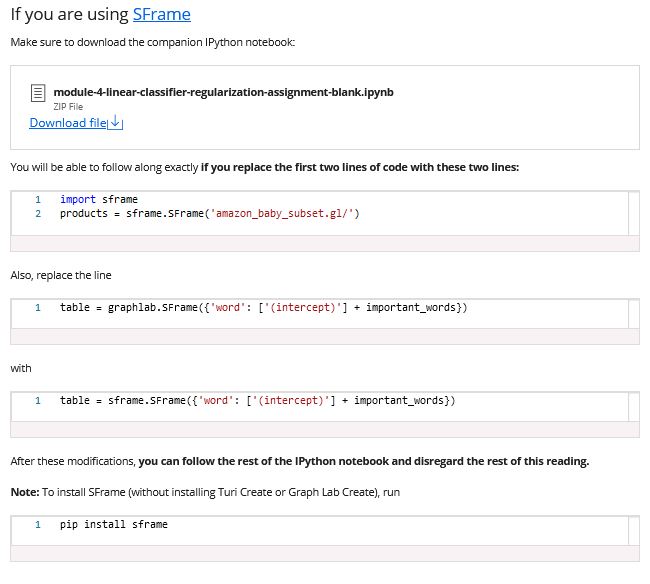 If you are using SFrame
Make sure to download the companion IPython notebook:
module-4-linear-classifier-regularization-assignment-blank.ipynb
ZIP File
Download file
You will be able to follow along exactly if you replace the first two lines of code with these two lines:
1 import sframe
2 products = sframe.SFrame('amazon_baby_subset.gl/')
Also, replace the line
1 table = graphlab.SFrame({'word': ['(intercept)'] + important_words})
with
1 table = sframe.SFrame({'word': ['(intercept)'] + important_words})
After these modifications, you can follow the rest of the IPython notebook and disregard the rest of this reading.
Note: To install SFrame (without installing Turi Create or Graph Lab Create), run
1 pip install sframe